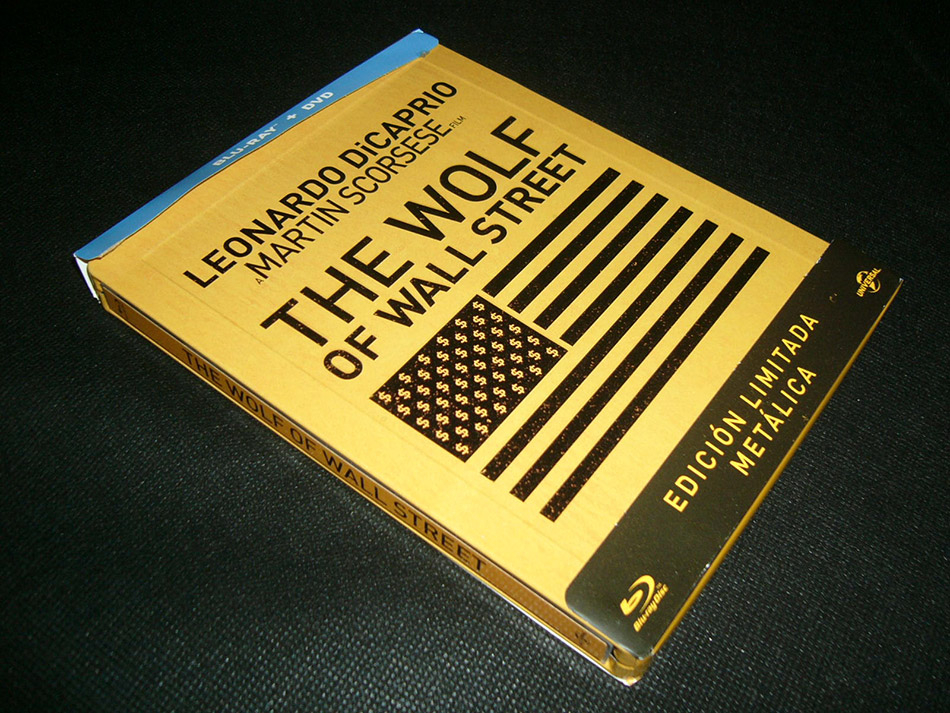 BLU-RAY™ + DVD
LEONARDO DiCAPRIO
A MARTIN SCORSESE FILM
THE WOLF
OF WALL STREET
$ $ $ $ $ $
EDICIÓN LIMITADA
METÁLICA
UNIVERSAL
Blu-ray Disc
THE WOLF OF WALL STREET